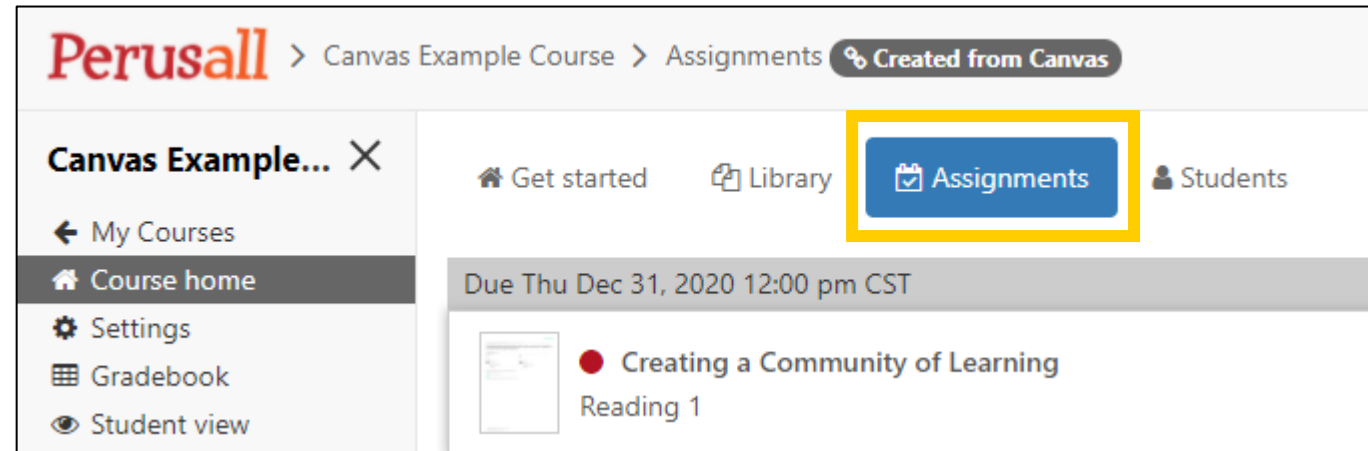 Perusall > Canvas Example Course > Assignments Created from Canvas
Canvas Example... ×
← My Courses
Course home
Settings
Gradebook
Student view
Get started Library Assignments Students
Due Thu Dec 31, 2020 12:00 pm CST
Creating a Community of Learning
Reading 1